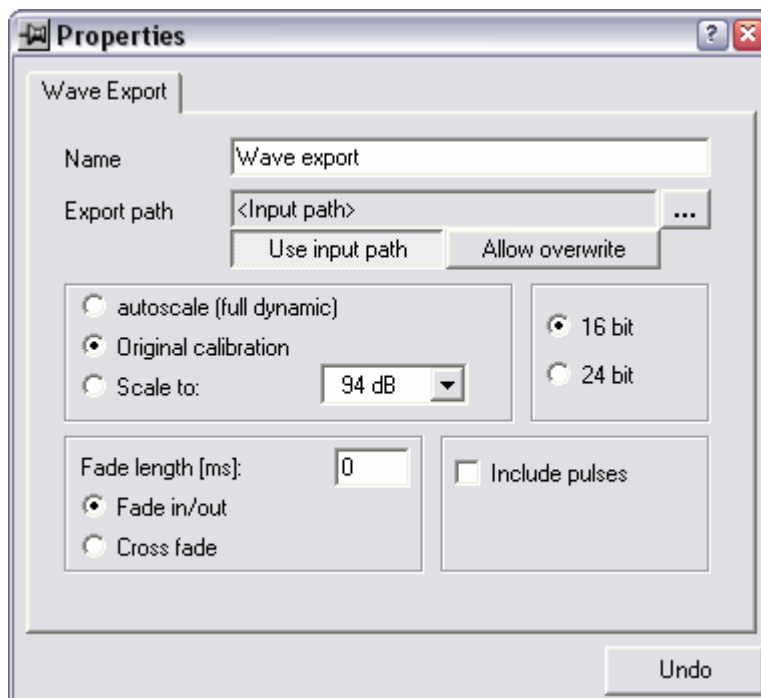 Properties
Wave Export
Name Wave export
Export path <Input path> ...
Use input path Allow overwrite
autoscale (full dynamic)
Original calibration
Scale to: 94 dB
16 bit
24 bit
Fade length [ms]: 0
Fade in/out
Cross fade
Include pulses
Undo